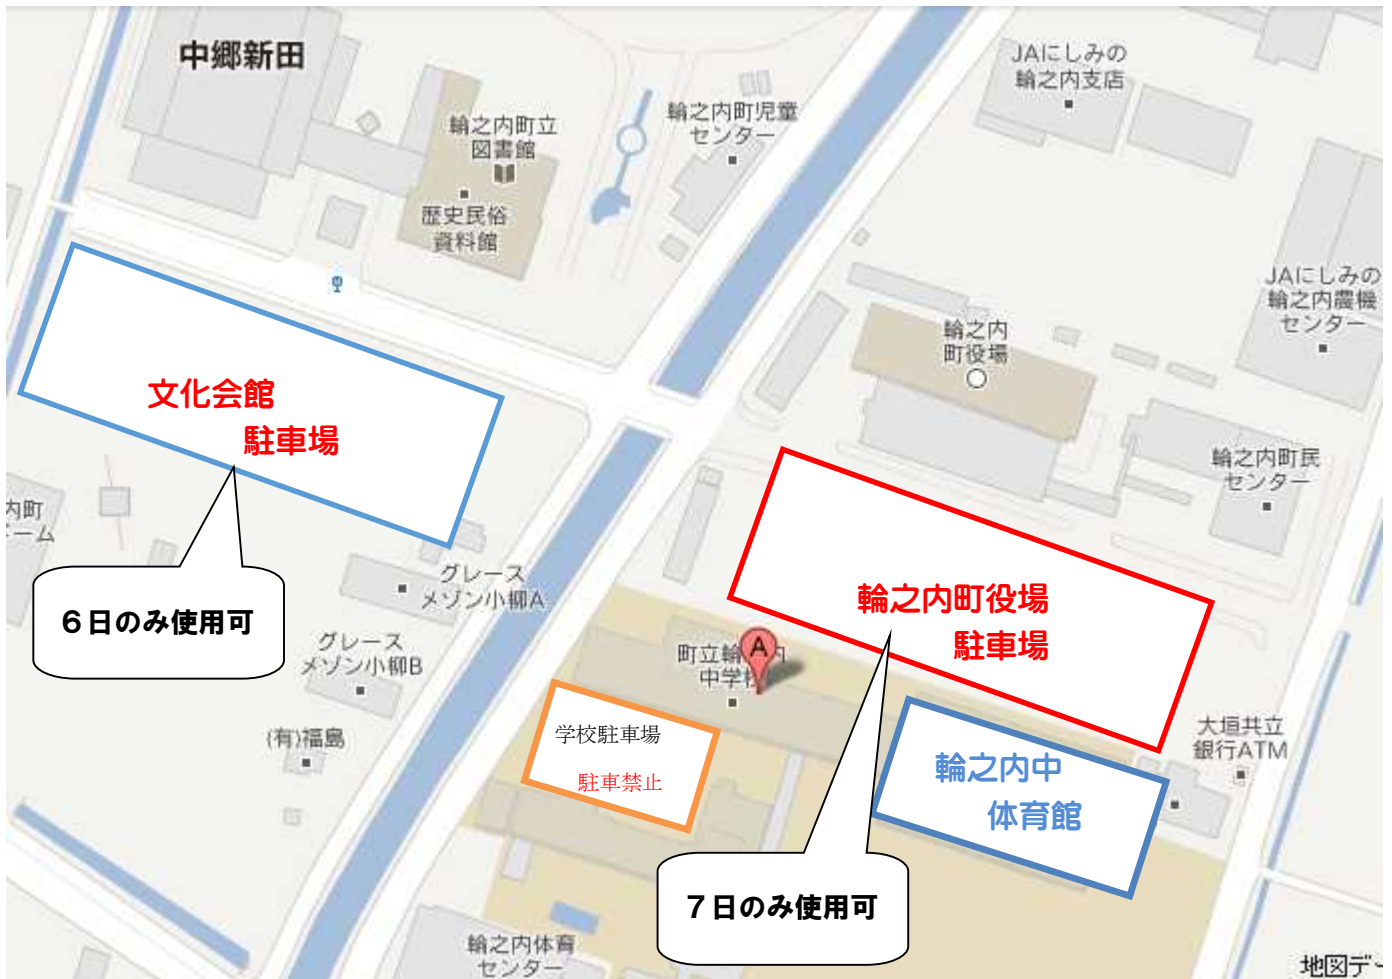 中郷新田
輪之内町立
図書館
歴史民俗
資料館
輪之内町児童
センター
JAにしみの
輪之内支店
JAにしみの
輪之内農機
センター
輪之内
町役場
輪之内町民
センター
文化会館
駐車場
内町
ーム
6日のみ使用可
グレース
メゾン小柳A
グレース
メゾン小柳B
(有)福島
輪之内町役場
駐車場
町立輪 内
中学校
A
学校駐車場
駐車禁止
輪之内中
体育館
大垣共立
銀行ATM
7日のみ使用可
輪之内体育
センター
地図デー